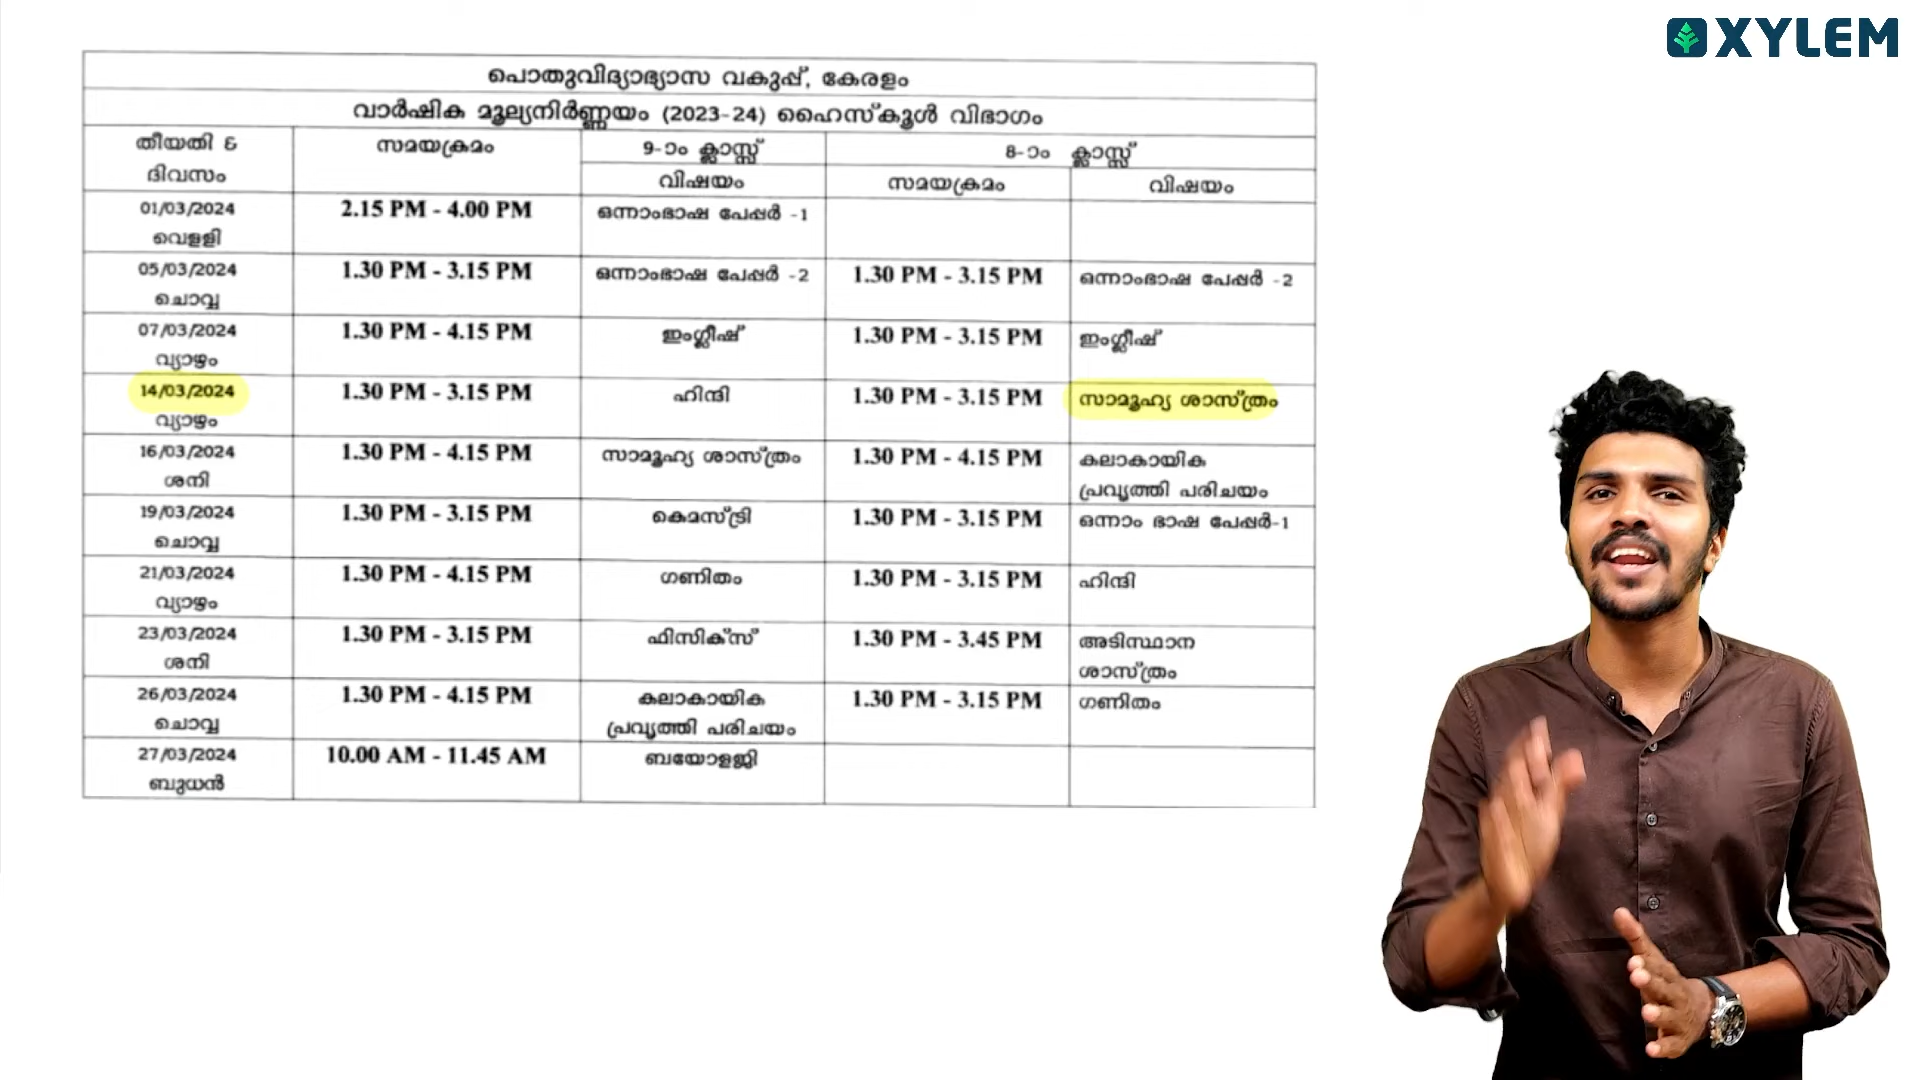 XYLEM
പൊതുവിദ്യാഭ്യാസ വകുപ്പ്, കേരളം
വാർഷിക മൂല്യനിർണ്ണയം (2023-24) ഹൈസ്കൂൾ വിഭാഗം
തീയതി & ദിവസം
സമയക്രമം
9-ാം ക്ലാസ്സ്
8-ാം ക്ലാസ്സ്
വിഷയം സമയക്രമം വിഷയം
01/03/2024 2.15 PM - 4.00 PM ഒന്നാംഭാഷ പേപ്പർ -1
വെളളി
05/03/2024 1.30 PM - 3.15 PM ഒന്നാംഭാഷ പേപ്പർ -2 1.30 PM - 3.15 PM ഒന്നാംഭാഷ പേപ്പർ -2
ചൊവ്വ
07/03/2024 1.30 PM - 4.15 PM ഇംഗ്ലീഷ് 1.30 PM - 3.15 PM ഇംഗ്ലീഷ്
വ്യാഴം
14/03/2024 1.30 PM - 3.15 PM ഹിന്ദി 1.30 PM - 3.15 PM സാമൂഹ്യ ശാസ്ത്രം
വ്യാഴം
16/03/2024 1.30 PM - 4.15 PM സാമൂഹ്യ ശാസ്ത്രം 1.30 PM - 4.15 PM കലാകായിക
ശനി പ്രവൃത്തി പരിചയം
19/03/2024 1.30 PM - 3.15 PM കെമസ്ട്രി 1.30 PM - 3.15 PM ഒന്നാം ഭാഷ പേപ്പർ-1
ചൊവ്വ
21/03/2024 1.30 PM - 4.15 PM ഗണിതം 1.30 PM - 3.15 PM ഹിന്ദി
വ്യാഴം
23/03/2024 1.30 PM - 3.15 PM ഫിസിക്സ് 1.30 PM - 3.45 PM അടിസ്ഥാന
ശനി ശാസ്ത്രം
26/03/2024 1.30 PM - 4.15 PM കലാകായിക 1.30 PM - 3.15 PM ഗണിതം
ചൊവ്വ പ്രവൃത്തി പരിചയം
27/03/2024 10.00 AM - 11.45 AM ബയോളജി
ബുധൻ